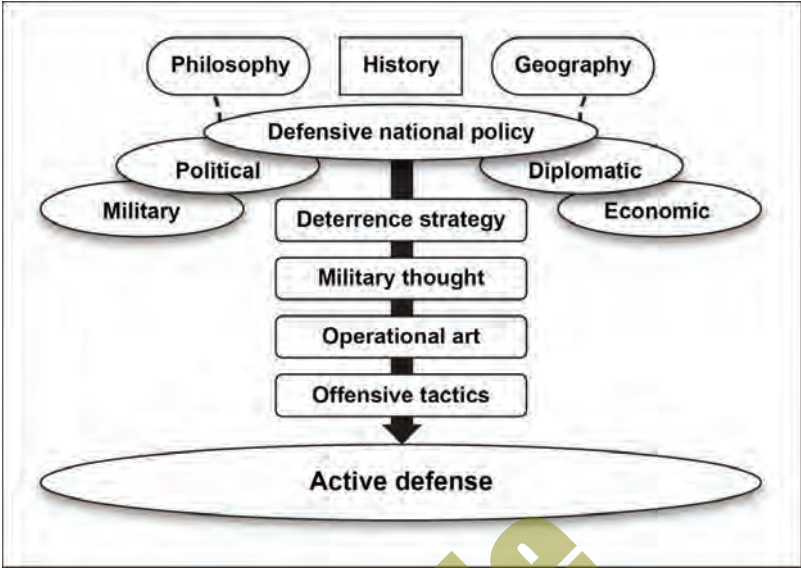 Philosophy
History
Geography
Defensive national policy
Political
Diplomatic
Military
Economic
Deterrence strategy
Military thought
Operational art
Offensive tactics
Active defense